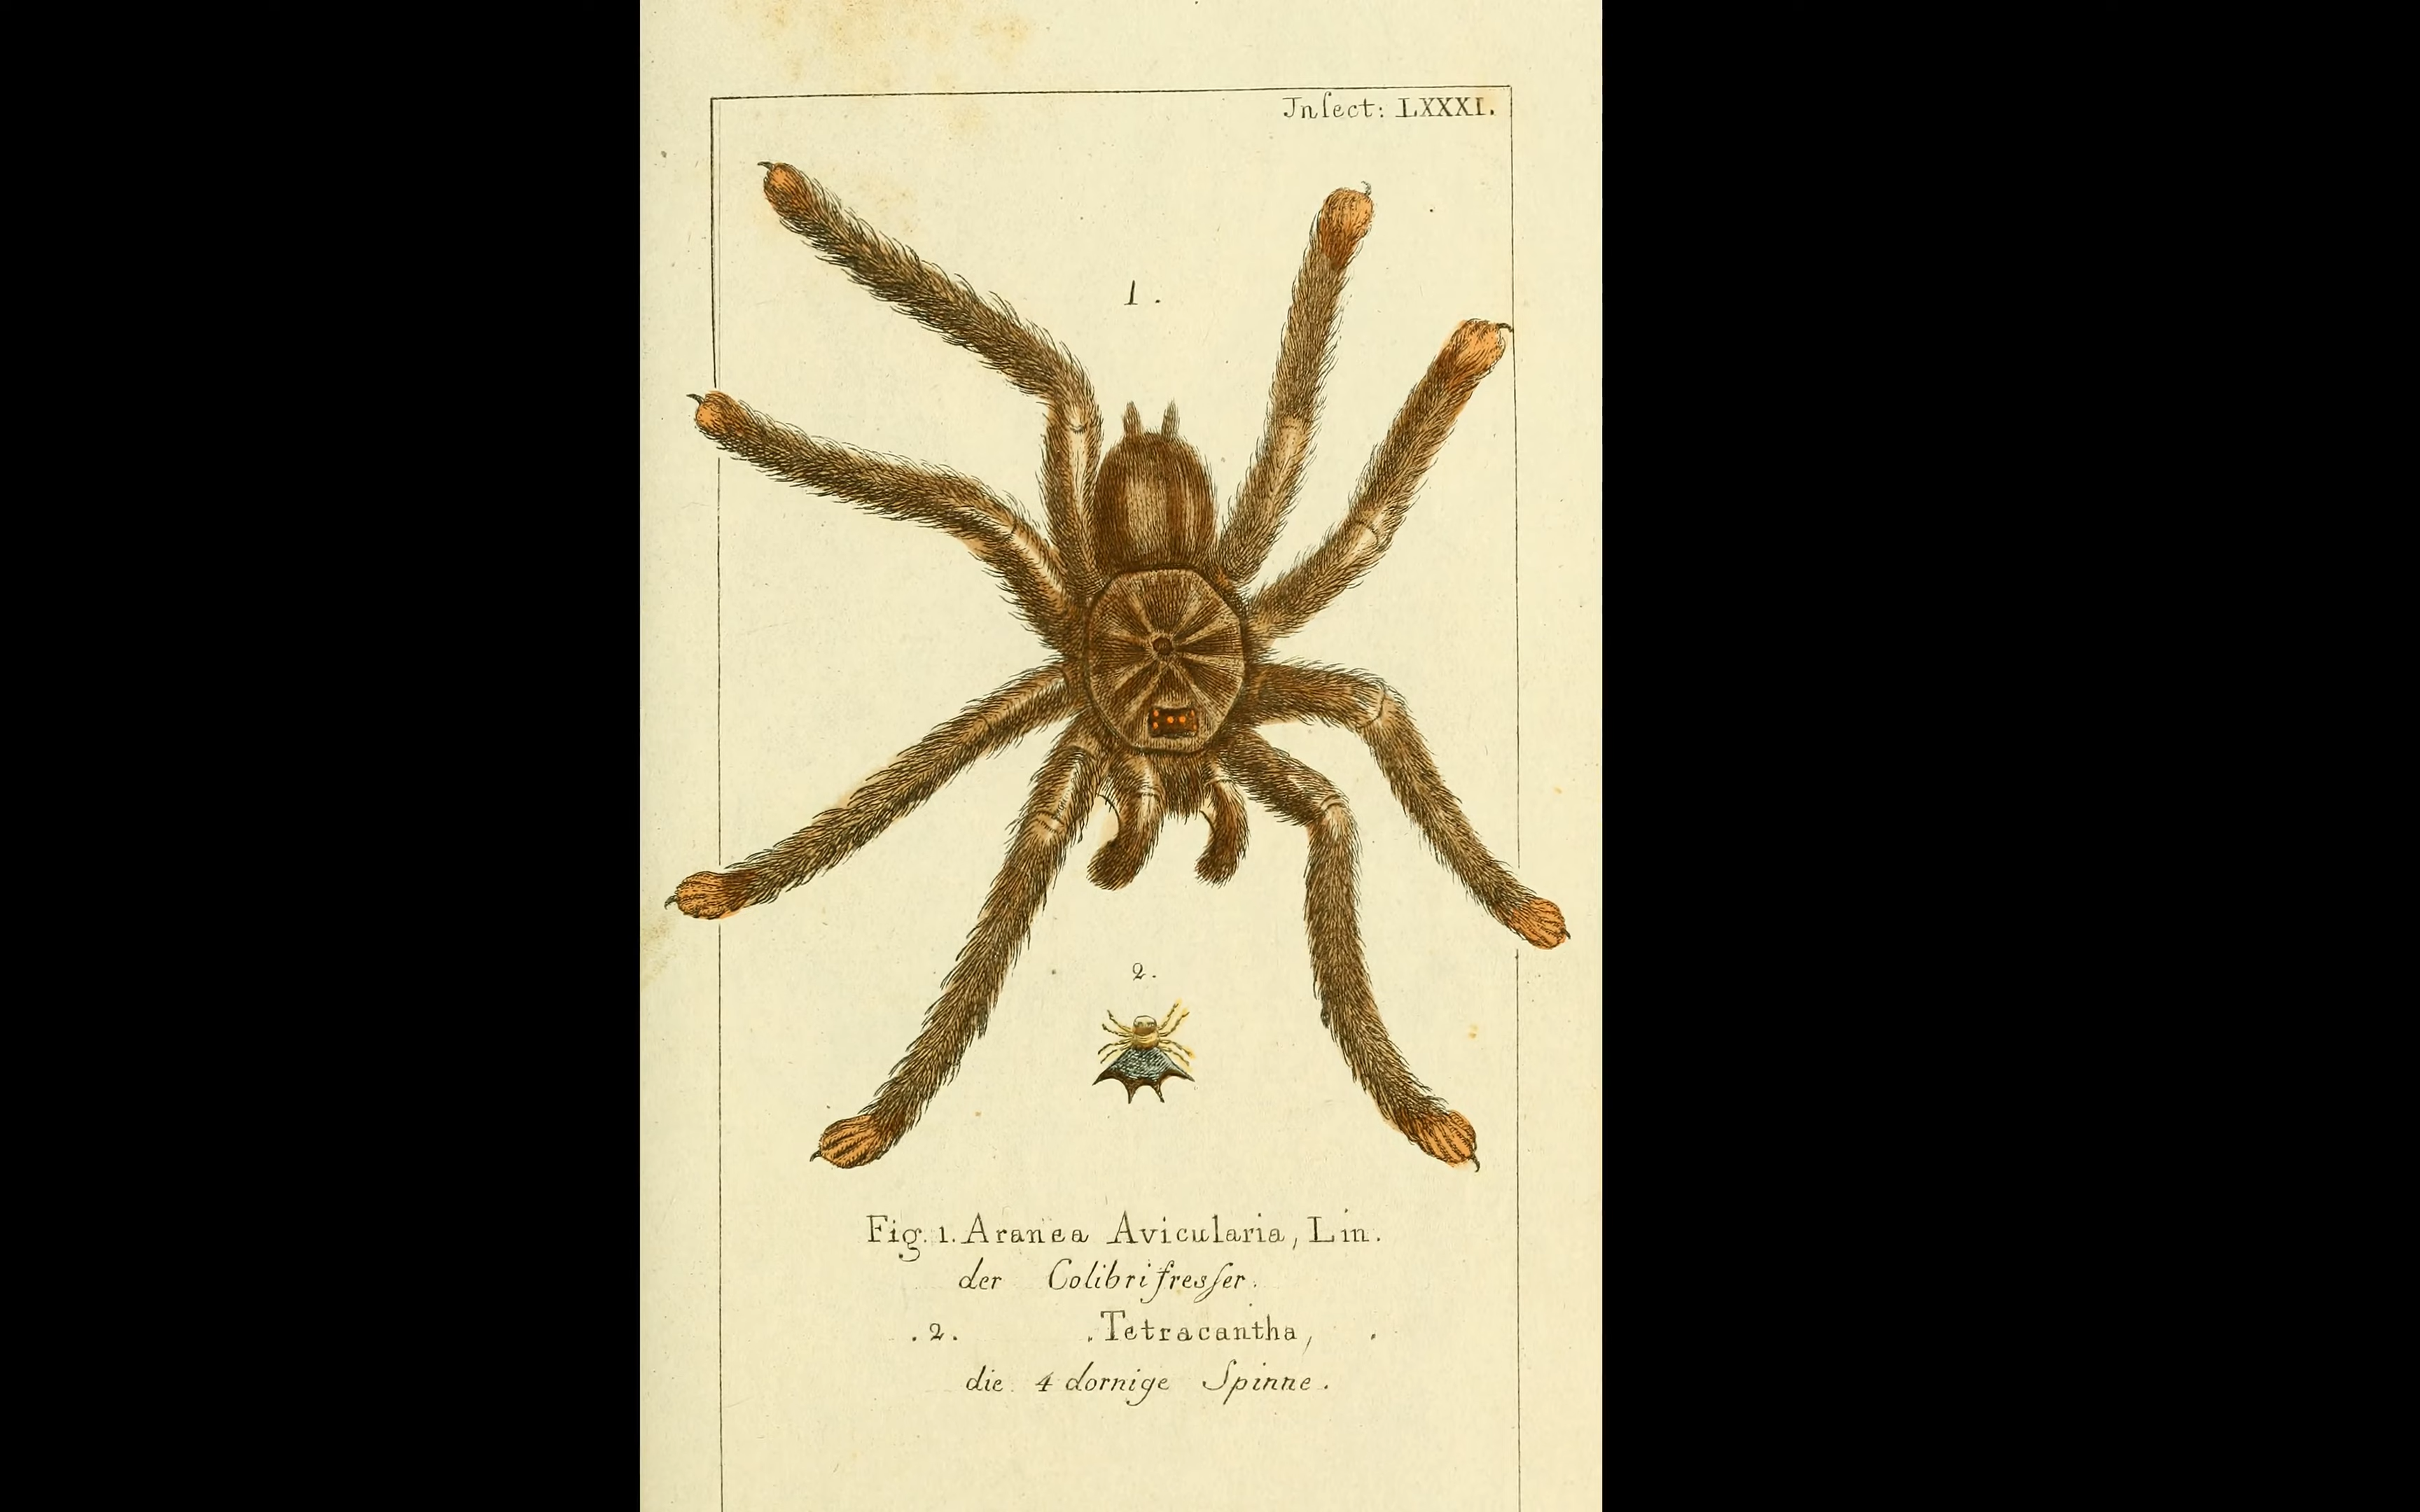 Jnſect: LXXXI.
1.
2.
Fig. 1. Aranea Avicularia, Lin.
der Colibrifresſer.
. 2. . Tetracantha, .
die 4 dornige Spinne.